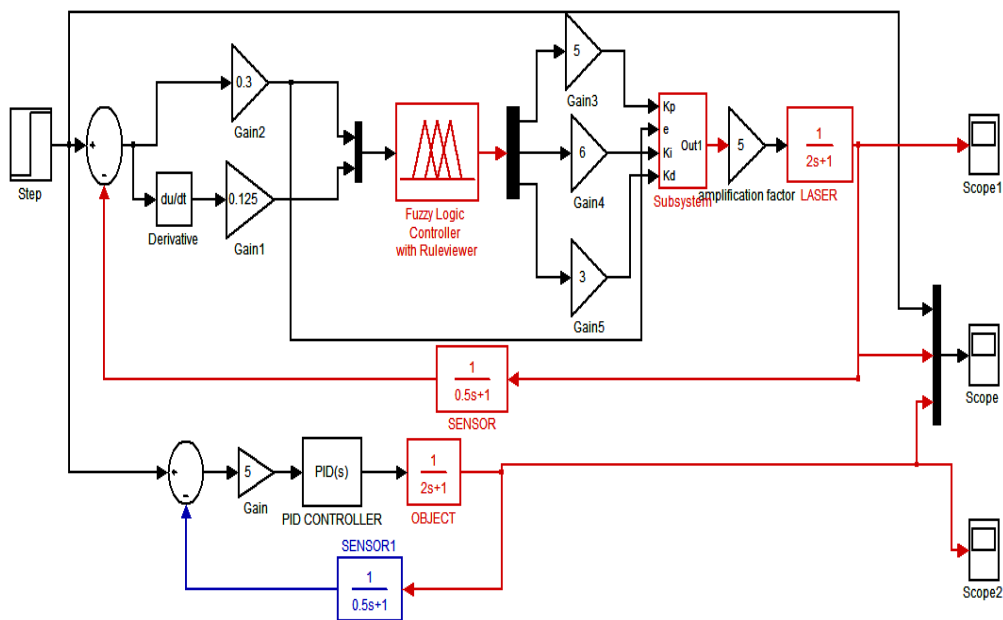 Step
+
-
0.3
Gain2
du/dt
Derivative
0.125
Gain1
Fuzzy Logic
Controller
with Ruleviewer
5
Gain3
6
Gain4
3
Gain5
Kp
e
Ki
Kd
Out1
Subsystem
5
amplification factor
1
2s+1
LASER
Scope1
1
0.5s+1
SENSOR
Scope
+
-
5
Gain
PID(s)
PID CONTROLLER
1
2s+1
OBJECT
SENSOR1
1
0.5s+1
Scope2